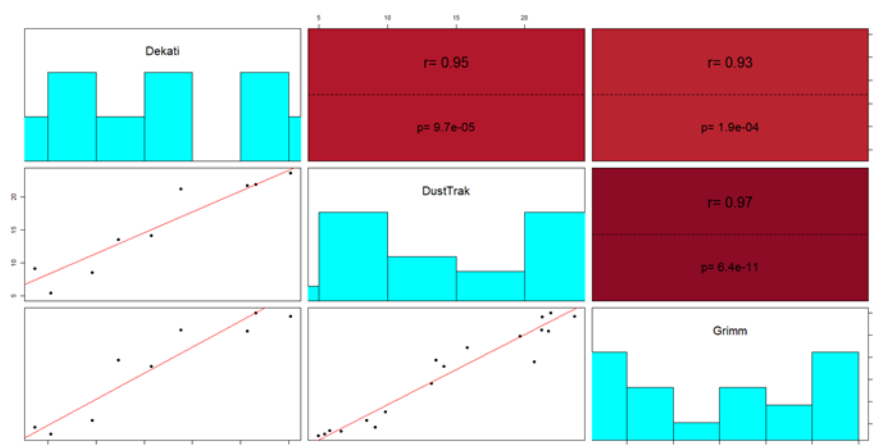 5 10 15 20
Dekati
r= 0.95
r= 0.93
p= 9.7e-05
p= 1.9e-04
20
15
10
5
DustTrak
r= 0.97
p= 6.4e-11
Grimm